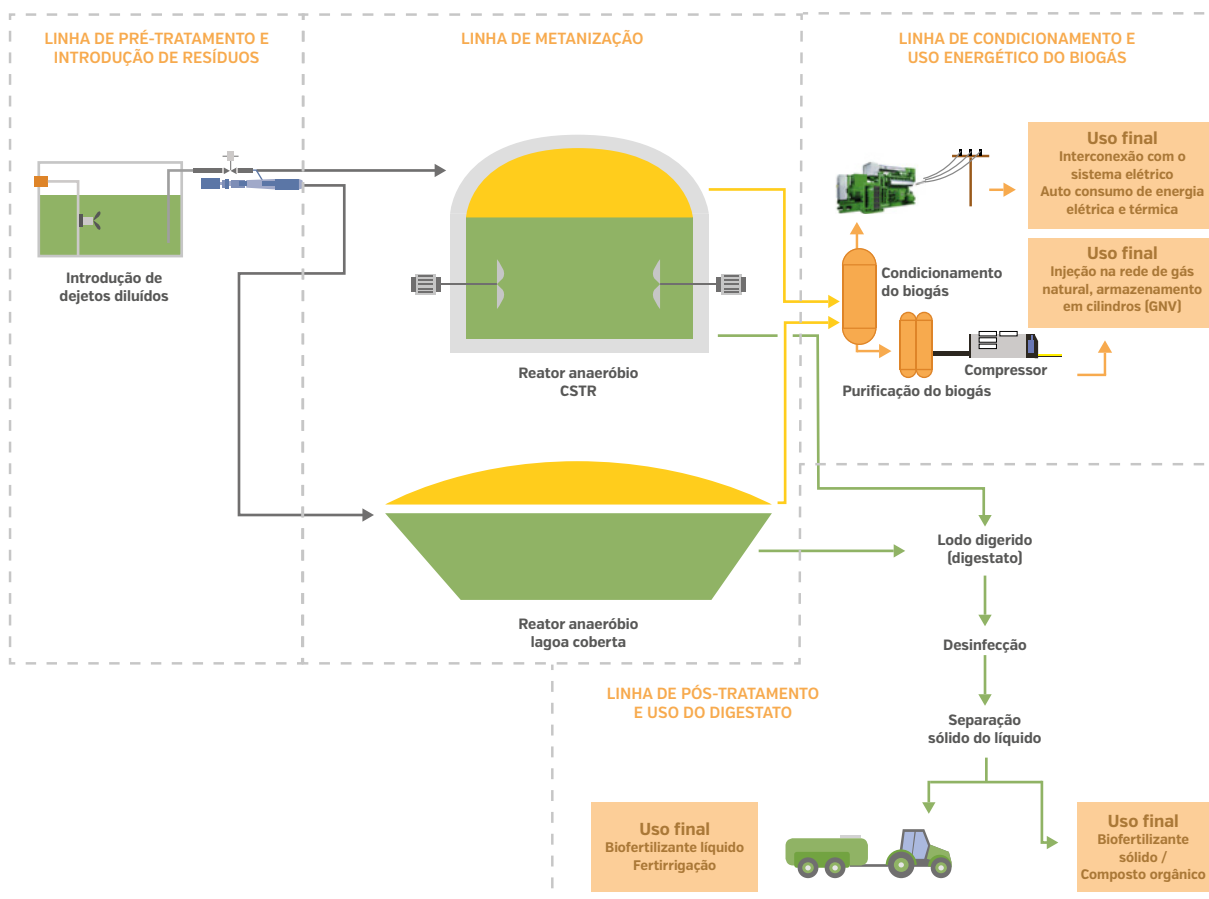 LINHA DE PRÉ-TRATAMENTO E
INTRODUÇÃO DE RESÍDUOS
LINHA DE METANIZAÇÃO
LINHA DE CONDICIONAMENTO E
USO ENERGÉTICO DO BIOGÁS
Introdução de
dejetos diluídos
Reator anaeróbio
CSTR
Reator anaeróbio
lagoa coberta
Uso final
Interconexão com o
sistema elétrico
Auto consumo de energia
elétrica e térmica
Condicionamento
do biogás
Uso final
Injeção na rede de gás
natural, armazenamento
em cilindros (GNV)
Compressor
Purificação do biogás
Lodo digerido
(digestato)
Desinfecção
LINHA DE PÓS-TRATAMENTO
E USO DO DIGESTATO
Separação
sólido do líquido
Uso final
Biofertilizante líquido
Fertirrigação
Uso final
Biofertilizante
sólido /
Composto orgânico